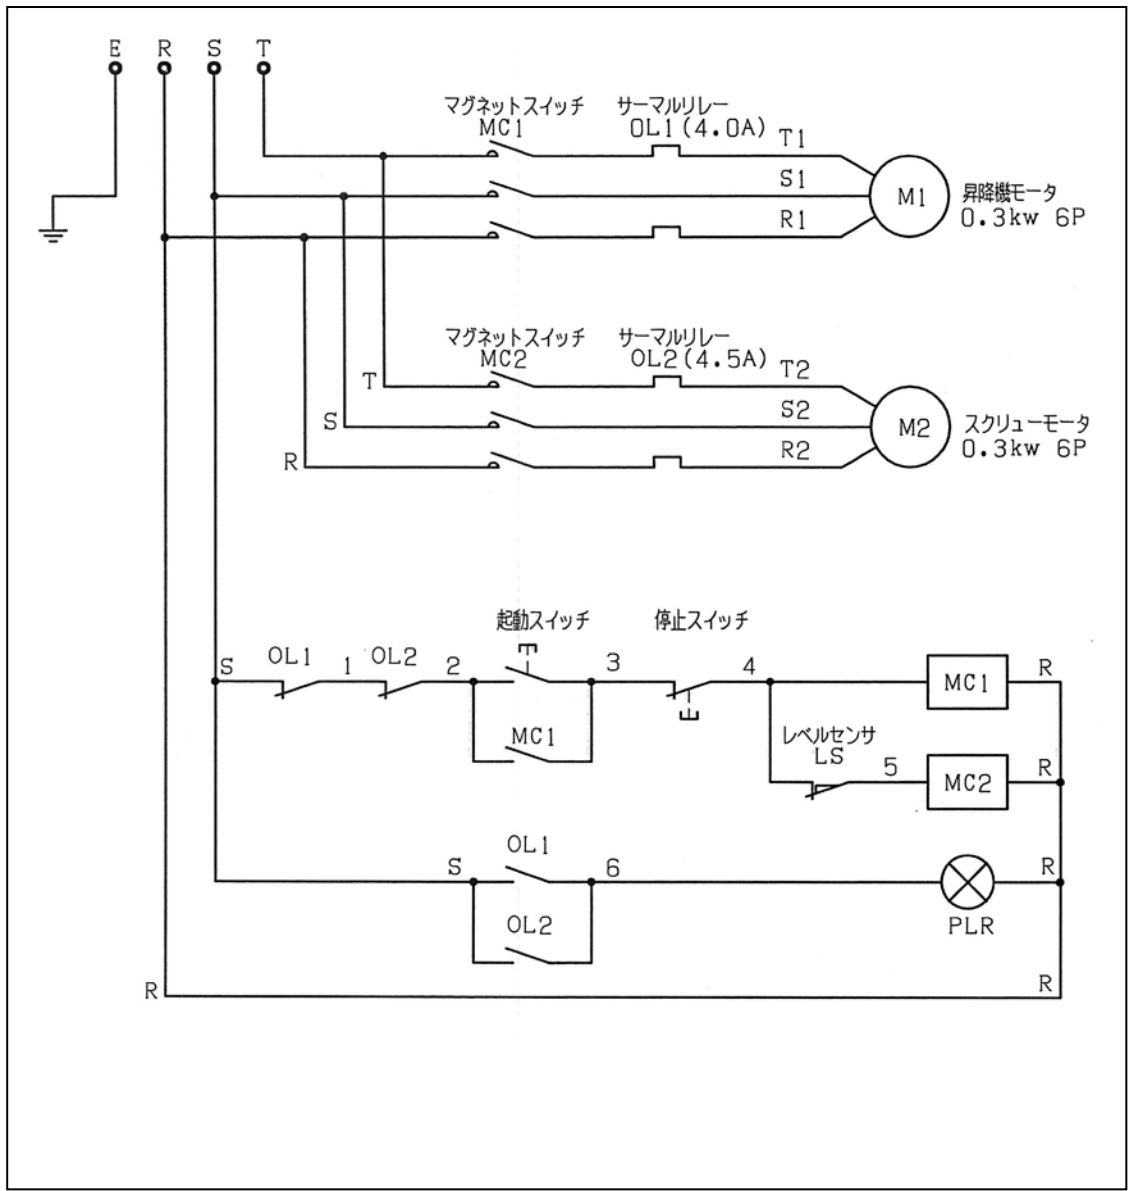 E R S T
マグネットスイッチ サーマルリレー
MC1 OL1(4.0A) T1
S1
M1 昇降機モータ
R1 0.3kw 6P
マグネットスイッチ サーマルリレー
MC2 OL2(4.5A) T2
T
S2
S M2 スクリューモータ
R2 0.3kw 6P
R
起動スイッチ 停止スイッチ
S OL1 1 OL2 2 3 4 MC1 R
MC1 レベルセンサ
LS 5 MC2 R
OL1
S 6 R
OL2 PLR
R R